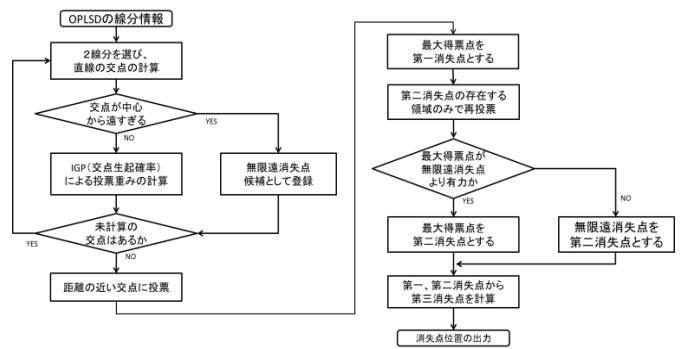 OPLSDの線分情報
2線分を選び、
直線の交点の計算
交点が中心
から遠すぎる
YES
NO
IGP(交点生起確率)
による投票重みの計算
無限遠消失点
候補として登録
未計算の
交点はあるか
YES
NO
距離の近い交点に投票
最大得票点を
第一消失点とする
第二消失点の存在する
領域のみで再投票
最大得票点が
無限遠消失点
より有力か
NO
YES
最大得票点を
第二消失点とする
無限遠消失点を
第二消失点とする
第一、第二消失点から
第三消失点を計算
消失点位置の出力